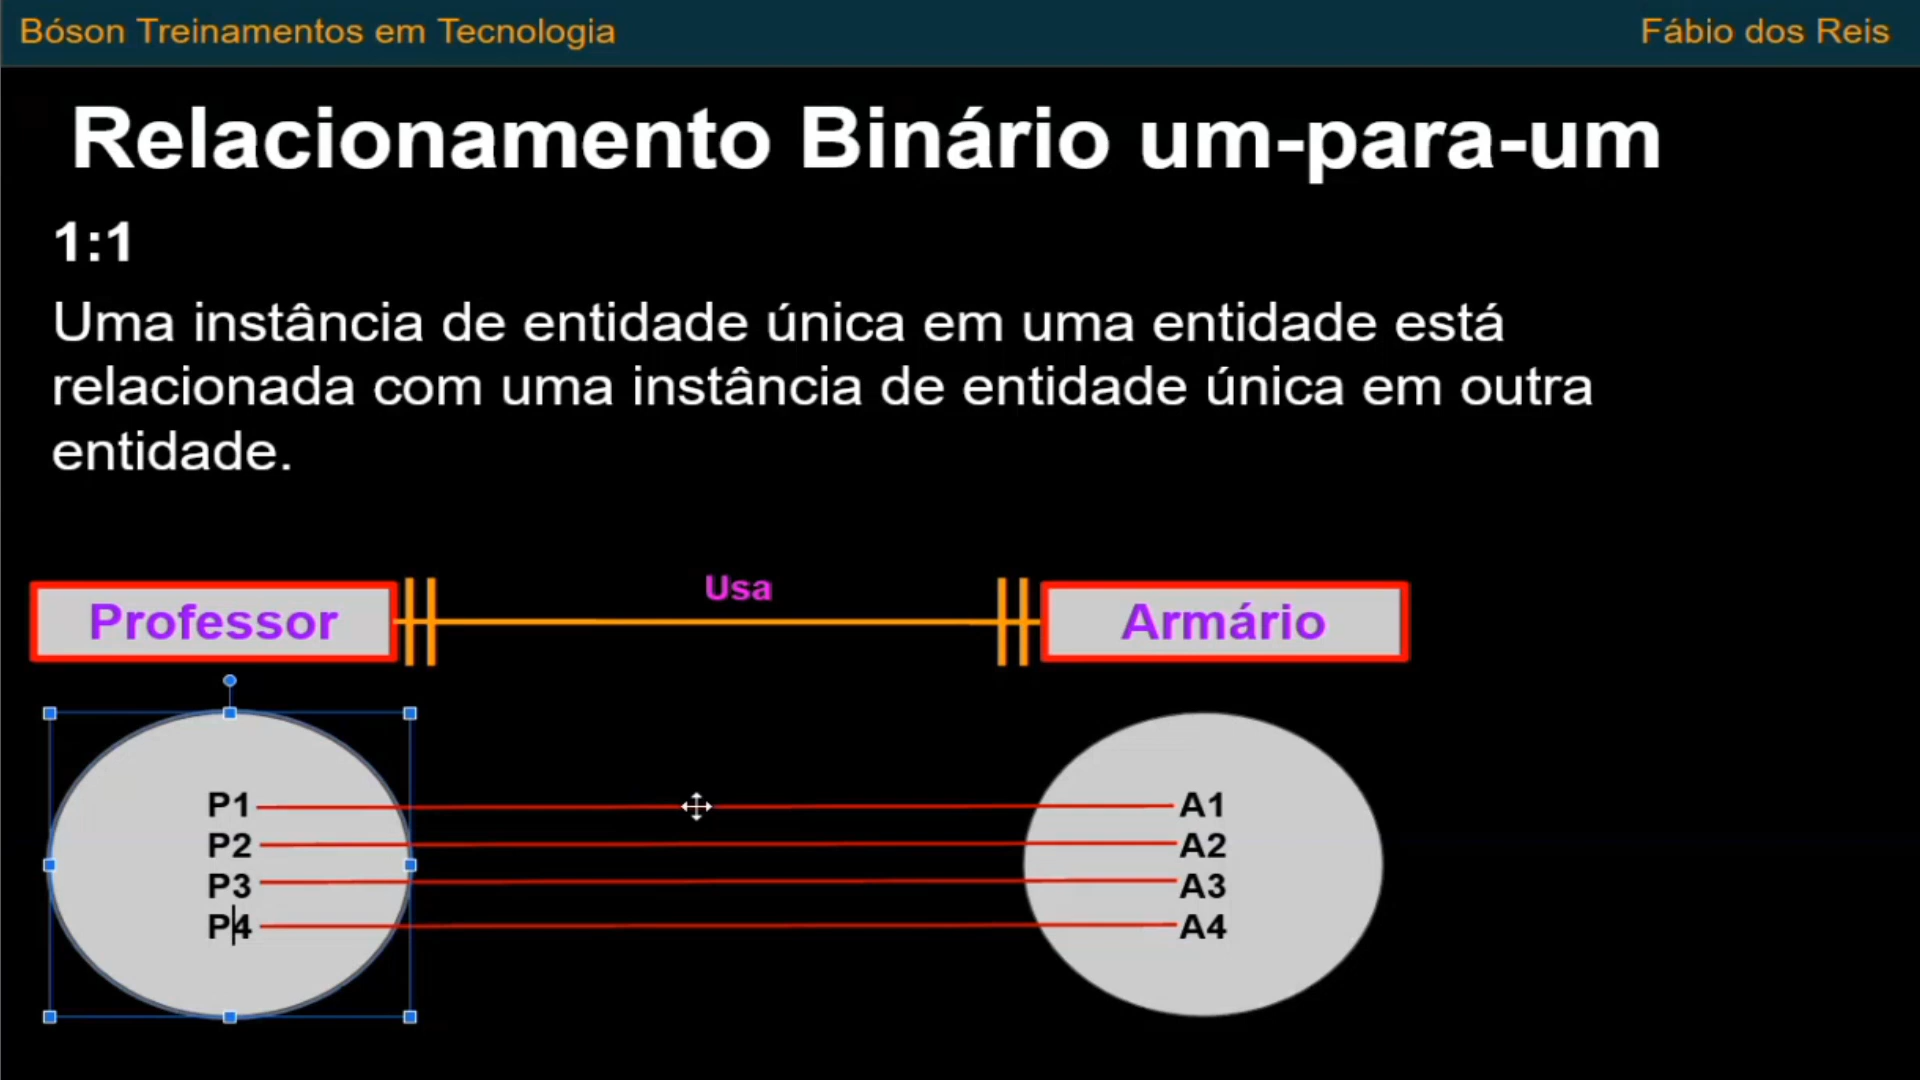 Bóson Treinamentos em Tecnologia
Fábio dos Reis
Relacionamento Binário um-para-um
1:1
Uma instância de entidade única em uma entidade está
relacionada com uma instância de entidade única em outra
entidade.
Usa
Professor
Armário
P1
A1
P2
A2
P3
A3
P4
A4